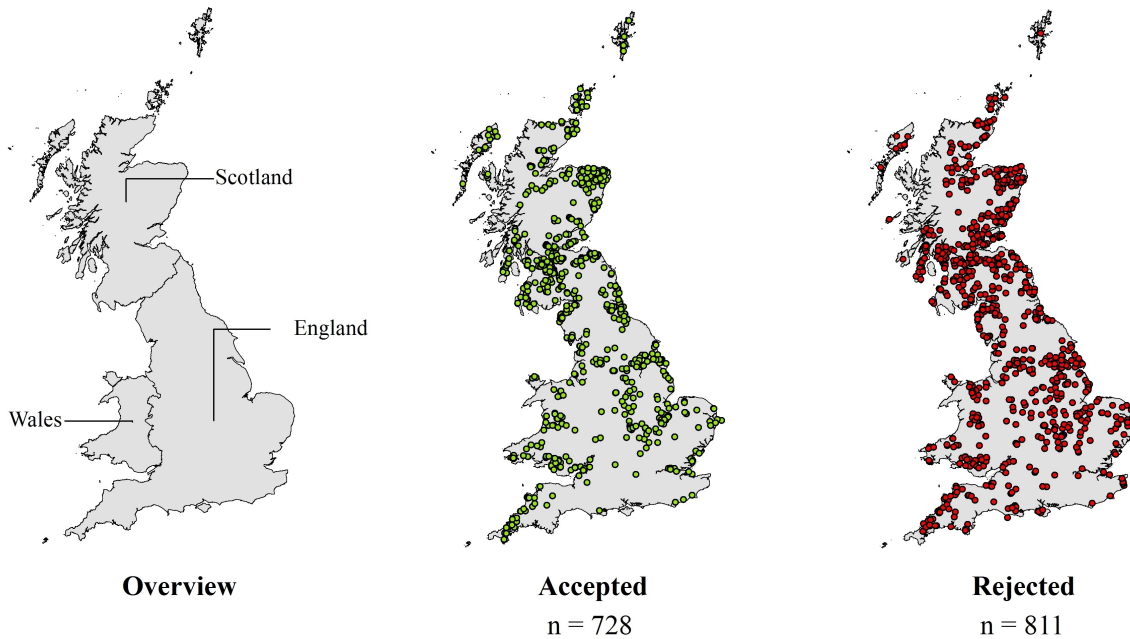 Scotland
England
Wales
Overview
Accepted
n = 728
Rejected
n = 811